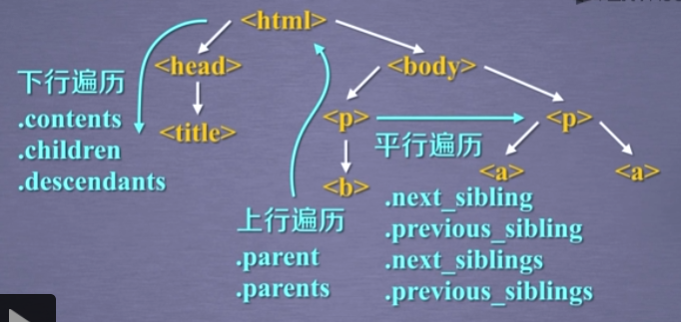 <html>
<head>
<body>
下行遍历
.contents
.children
.descendants
<title>
<p>
<p>
平行遍历
<b>
<a>
<a>
上行遍历
.parent
.parents
.next_sibling
.previous_sibling
.next_siblings
.previous_siblings